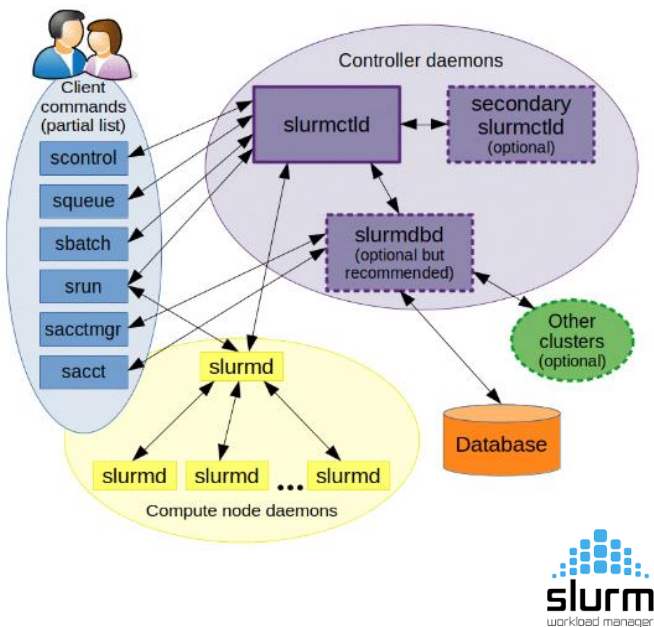 Client
commands
(partial list)
scontrol
squeue
sbatch
srun
sacctmgr
sacct
Controller daemons
slurmctld
secondary
slurmctld
(optional)
slurmdbd
(optional but
recommended)
Other
clusters
(optional)
Database
slurmd
slurmd slurmd ... slurmd
Compute node daemons
slurm
workload manager